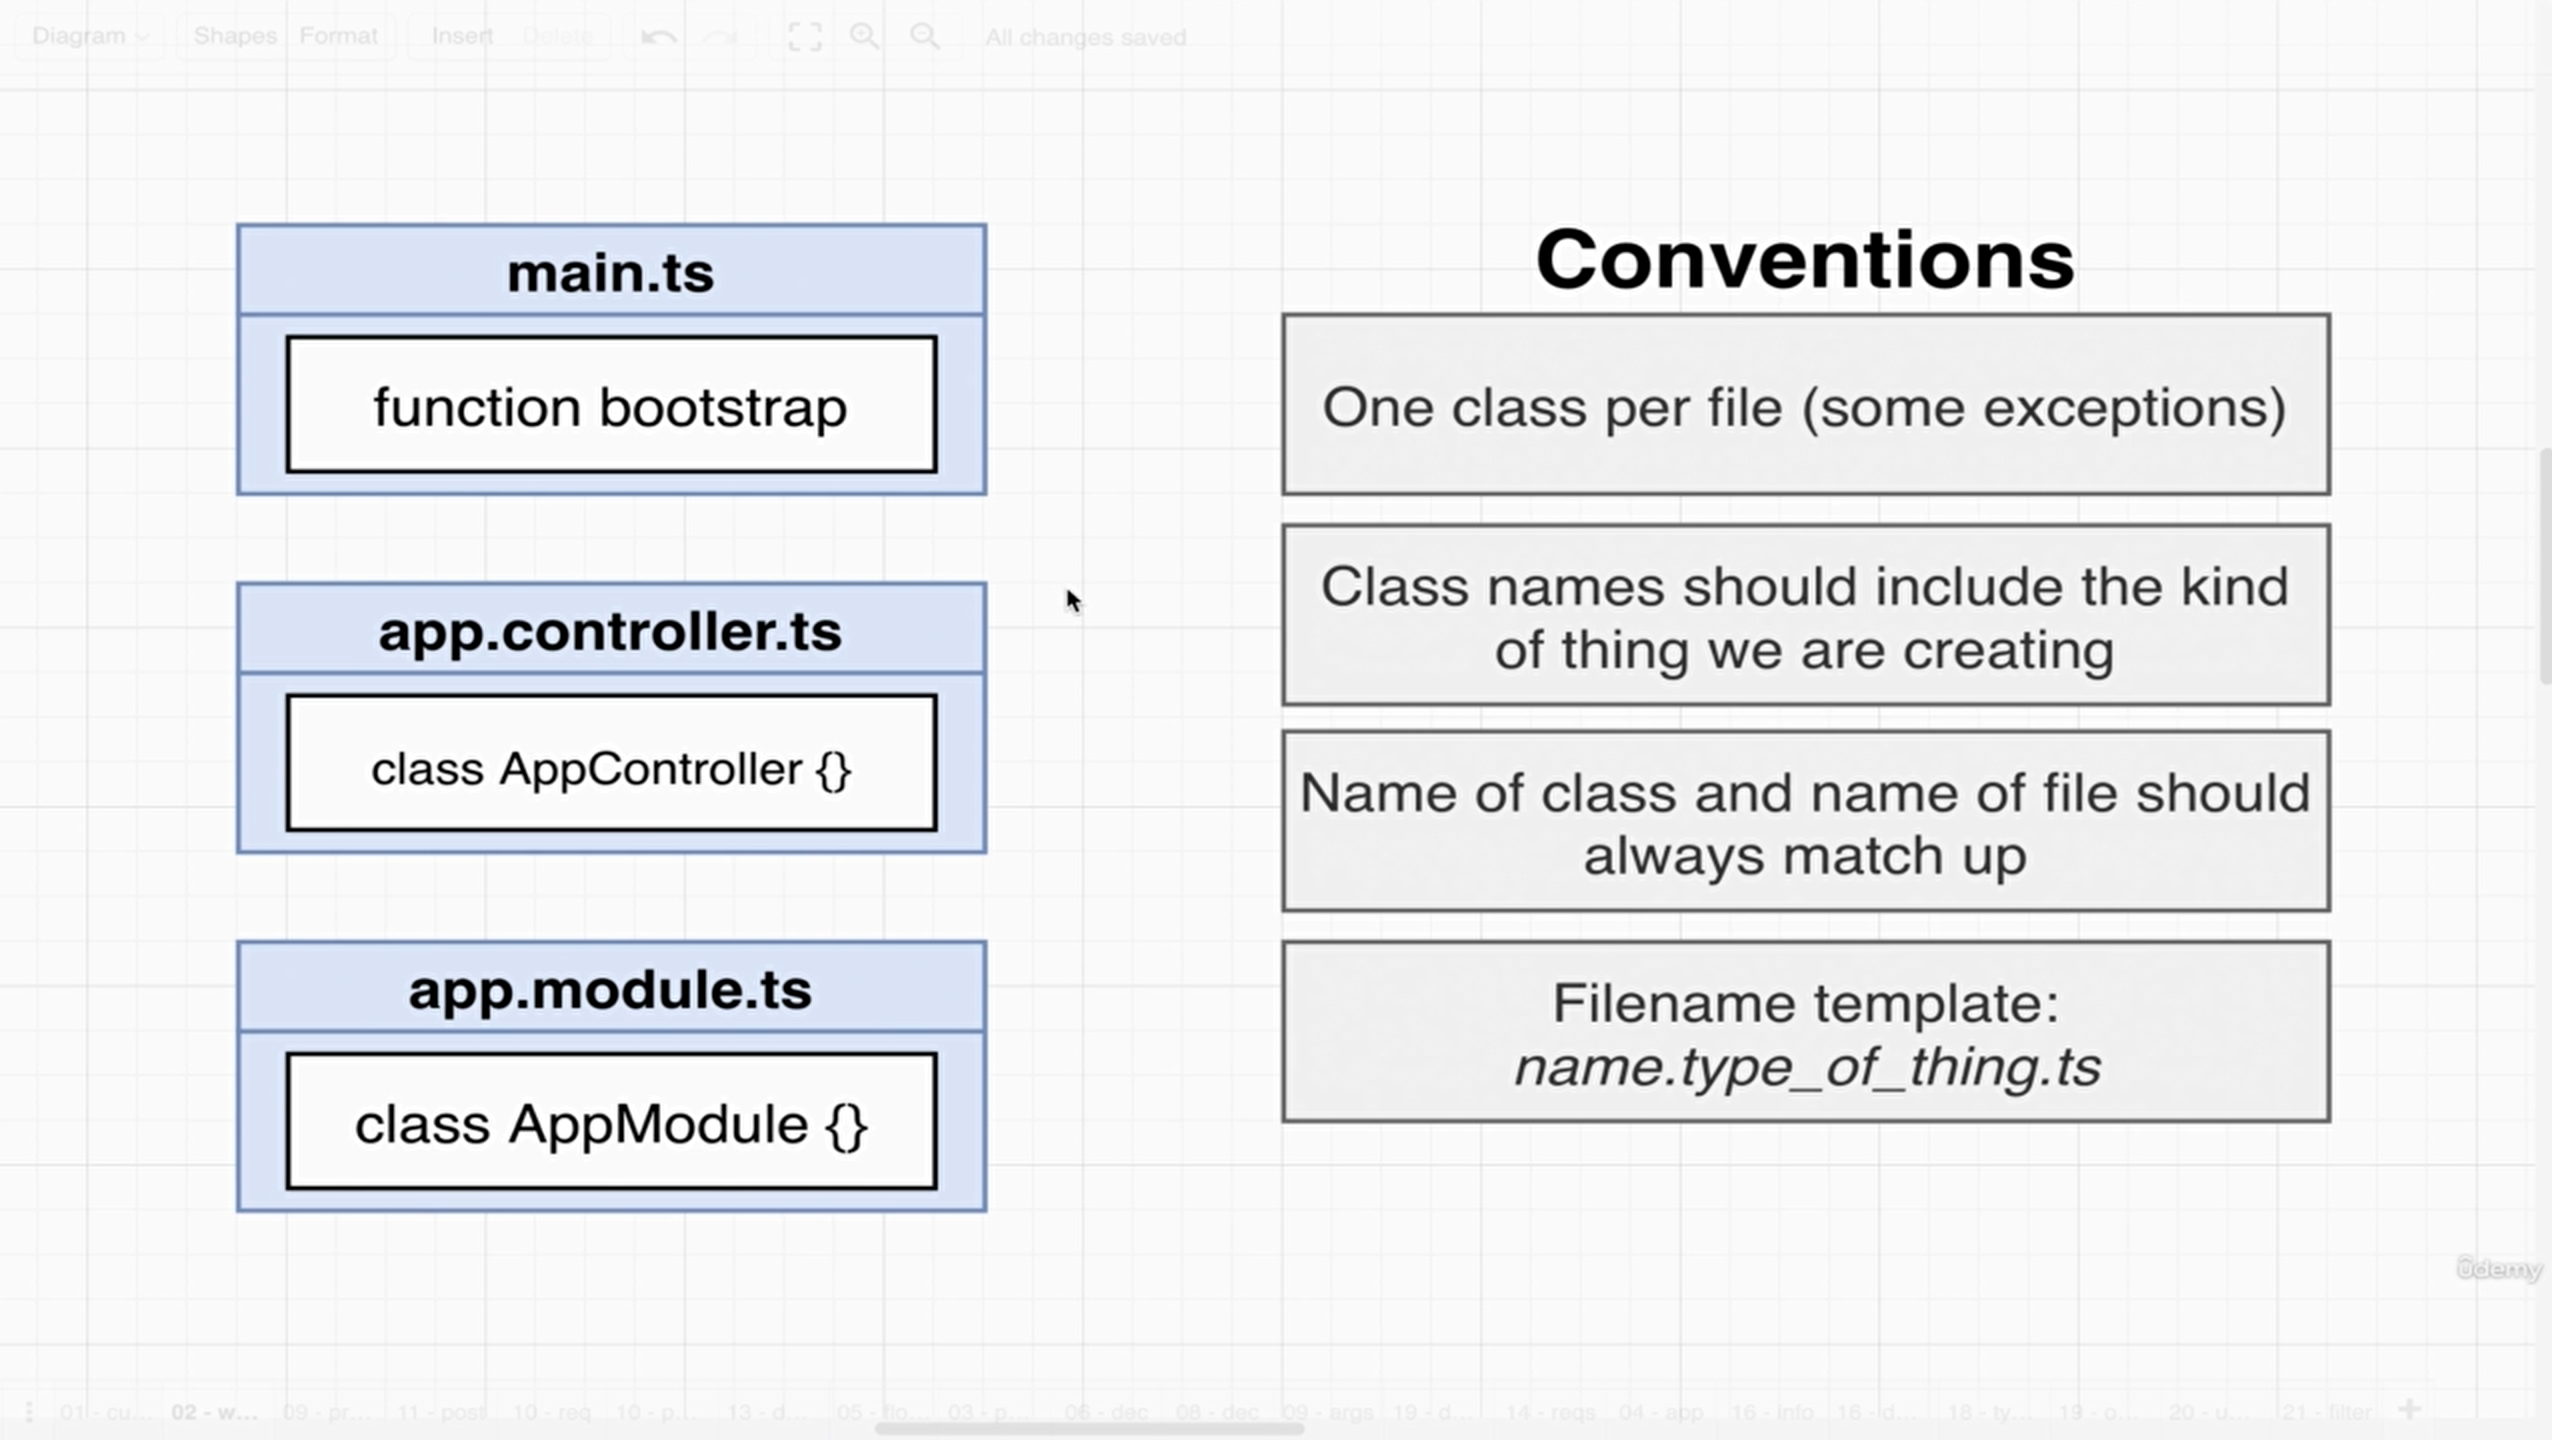 Diagram Shapes Format Insert Delete All changes saved
main.ts
function bootstrap
app.controller.ts
class AppController {}
app.module.ts
class AppModule {}
Conventions
One class per file (some exceptions)
Class names should include the kind
of thing we are creating
Name of class and name of file should
always match up
Filename template:
name.type_of_thing.ts
ûdemy
01 - cu... 02 - w... 09 - pr... 11 - post 10 - req 10 - p... 13 - d... 05 - flo... 03 - p... 06 - dec 08 - dec 09 - args 19 - d... 14 - reqs 04 - app 16 - info 16 - d... 18 - ty... 19 - o... 20 - u... 21 - filter